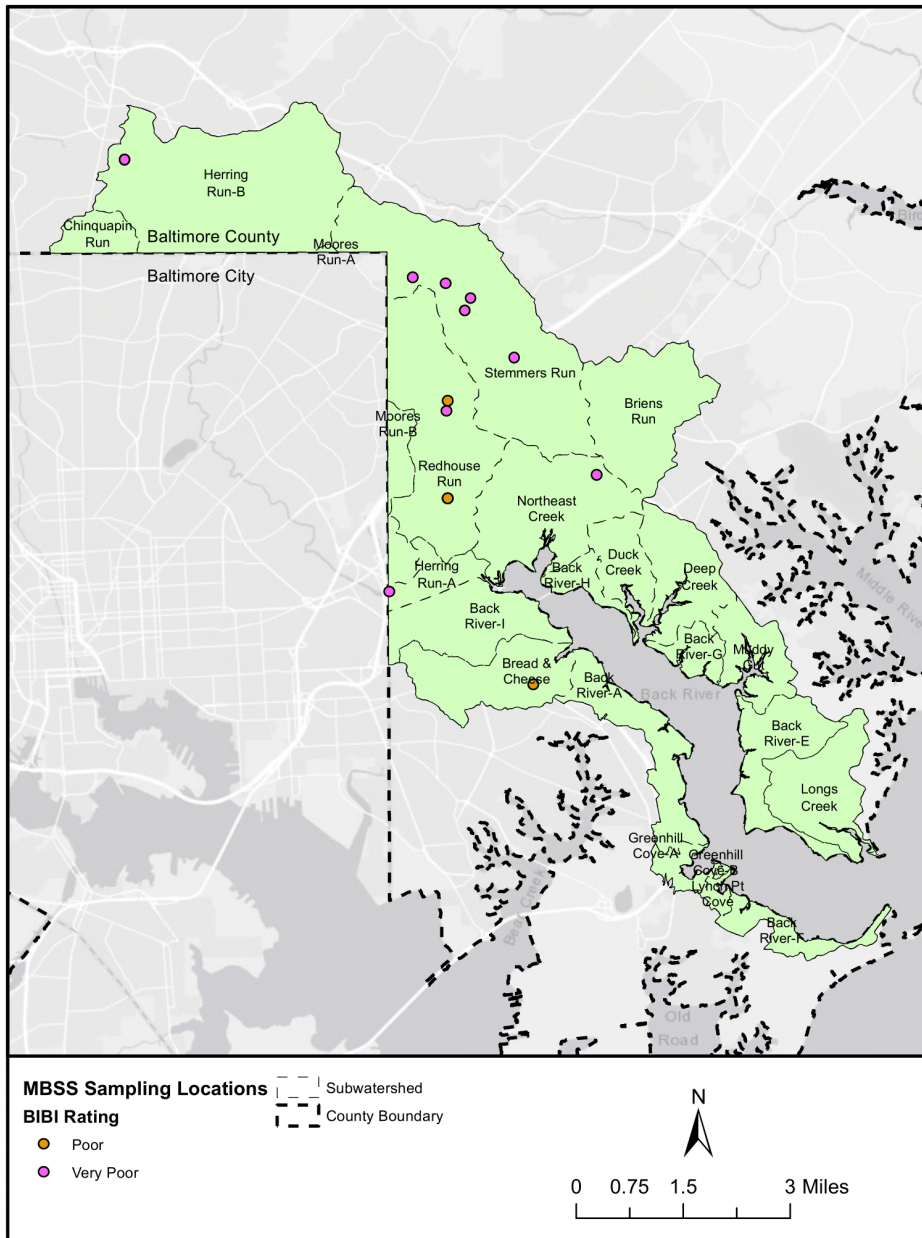 Herring
Run-B
Chinquapin
Run
Baltimore County
Moores
Run-A
Baltimore City
Bird
Stemmers Run
Briens
Run
Moores
Run-B
Redhouse
Run
Northeast
Creek
Herring
Run-A
Back
River-H
Duck
Creek
Deep
Creek
Middle River
Back
River-I
Back
River-G
Muddy
Gut
Bread &
Cheese
Back
River-A
Back River
Back
River-E
Longs
Creek
Greenhill
Cove-A
Greenhill
Cove-B
Lynch Pt
Cove
Creek
Back
River-F
Old
Road
MBSS Sampling Locations
BIBI Rating
Poor
Very Poor
Subwatershed
County Boundary
N
0 0.75 1.5 3 Miles